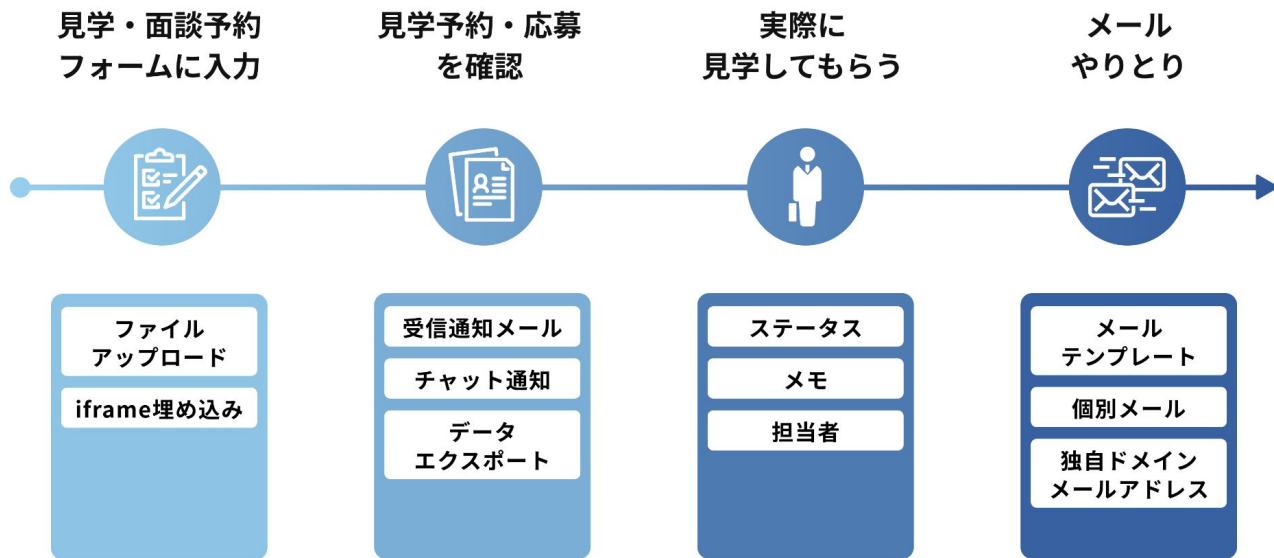 見学・面談予約
フォームに入力
見学予約・応募
を確認
実際に
見学してもらう
メール
やりとり
ファイル
アップロード
iframe埋め込み
受信通知メール
チャット通知
データ
エクスポート
ステータス
メモ
担当者
メール
テンプレート
個別メール
独自ドメイン
メールアドレス